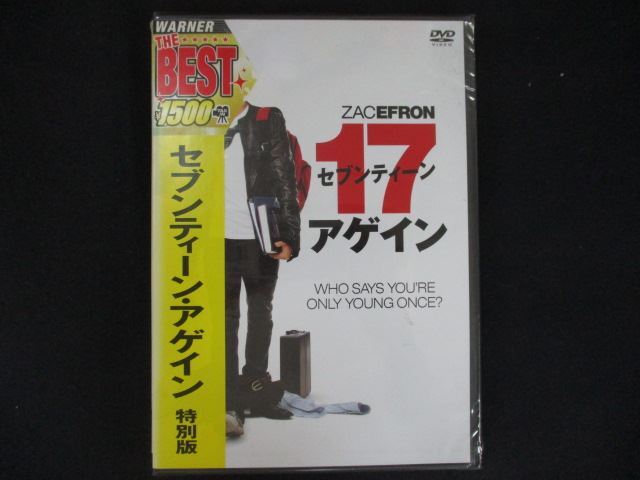 WARNER
THE
BEST
¥1500
セブンティーン・アゲイン 特別版
DVD
VIDEO
ZACEFRON
17
セブンティーン
アゲイン
WHO SAYS YOU'RE
ONLY YOUNG ONCE?